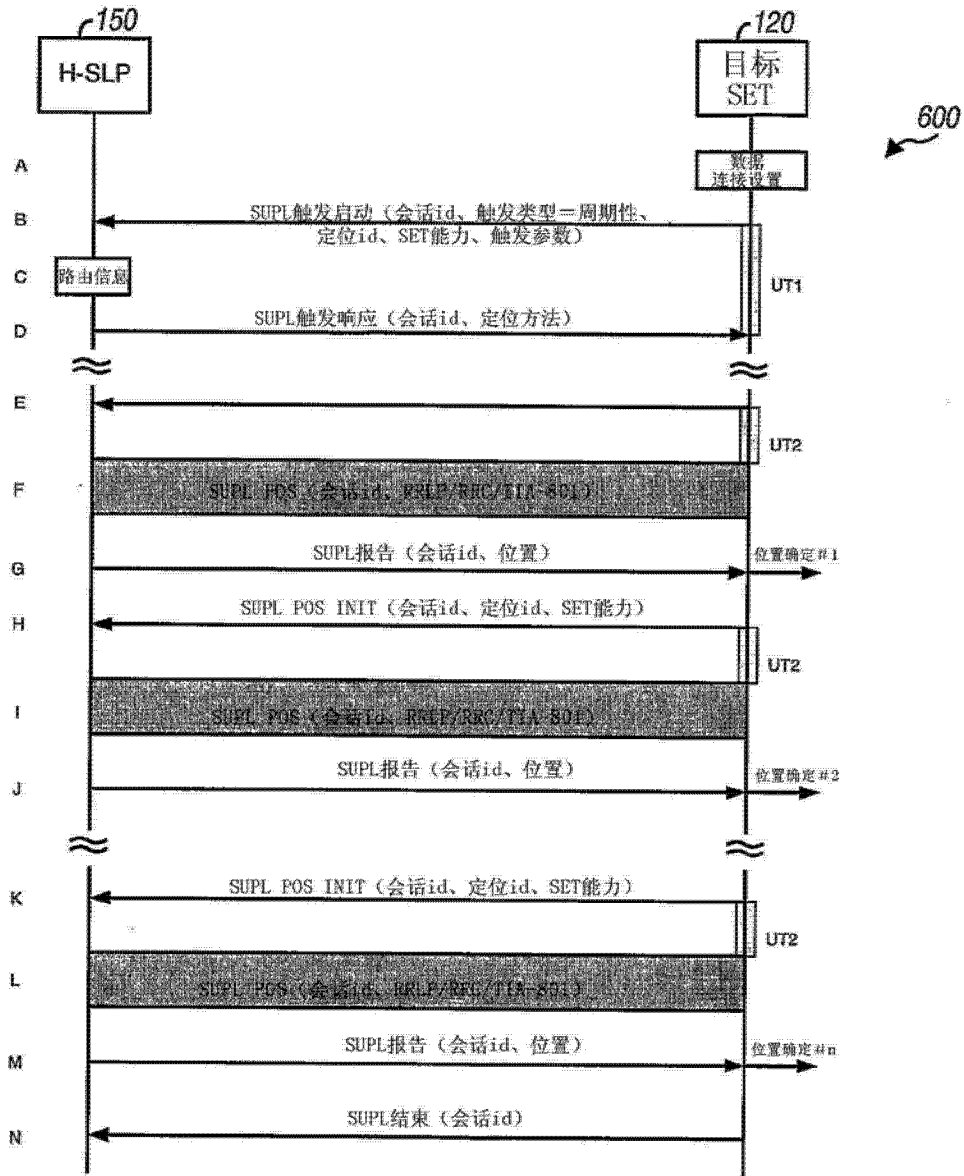 150
H-SLP
120
目标
SET
600
A
数据
连接设置
B
SUPL触发启动（会话id、触发类型＝周期性、
定位id、SET能力、触发参数）
C
路由信息
UT1
D
SUPL触发响应（会话id、定位方法）
E
UT2
F
SUPL POS（会话id、RRLP/RRC/TIA-801）
G
SUPL报告（会话id、位置）
位置确定#1
H
SUPL POS INIT（会话id、定位id、SET能力）
UT2
I
SUPL POS（会话id、RRLP/RRC/TIA-801）
J
SUPL报告（会话id、位置）
位置确定#2
K
SUPL POS INIT（会话id、定位id、SET能力）
UT2
L
SUPL POS（会话id、RRLP/RRC/TIA-801）
M
SUPL报告（会话id、位置）
位置确定#n
N
SUPL结束（会话id）